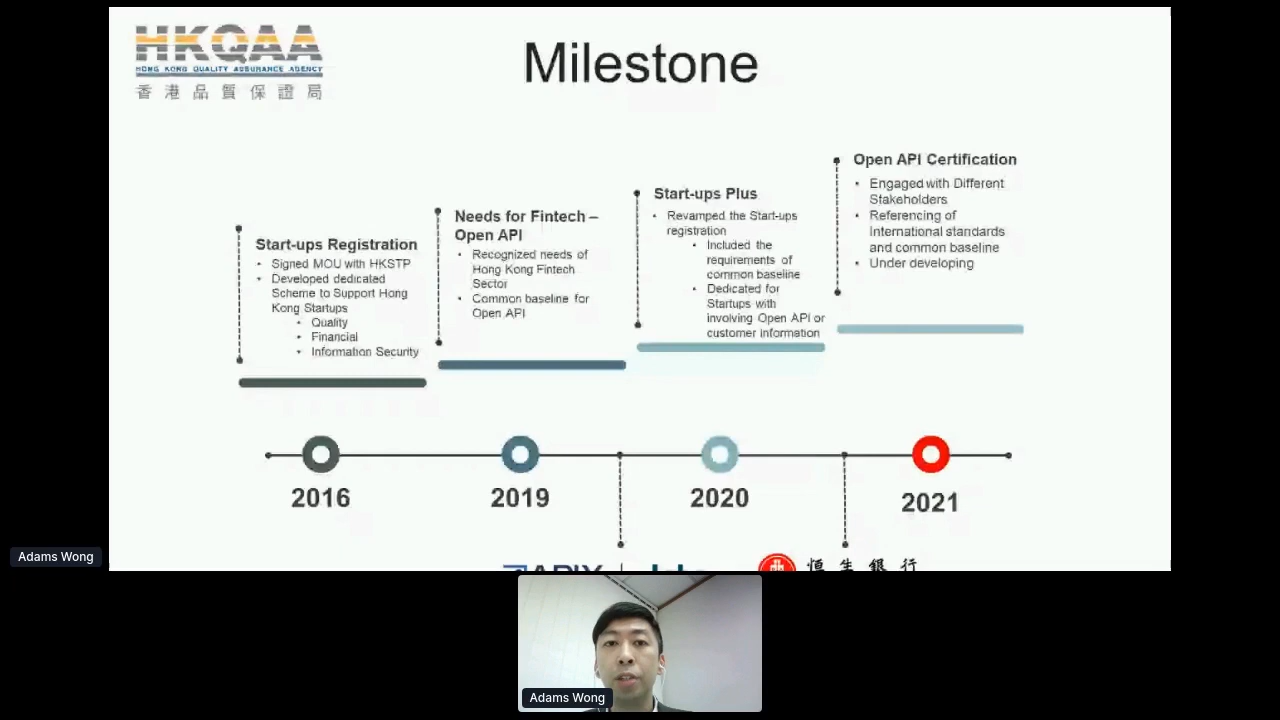 HKQAA
HONG KONG QUALITY ASSURANCE AGENCY
香港品質保證局
Milestone
Start-ups Registration
• Signed MOU with HKSTP
• Developed dedicated
Scheme to Support Hong
Kong Startups
• Quality
• Financial
• Information Security
Needs for Fintech –
Open API
• Recognized needs of
Hong Kong Fintech
Sector
• Common baseline for
Open API
Start-ups Plus
• Revamped the Start-ups
registration
• Included the
requirements of
common baseline
• Dedicated for
Startups with
involving Open API or
customer information
Open API Certification
• Engaged with Different
Stakeholders
• Referencing of
International standards
and common baseline
• Under developing
2016
2019
2020
2021
恒生銀行
Adams Wong
Adams Wong